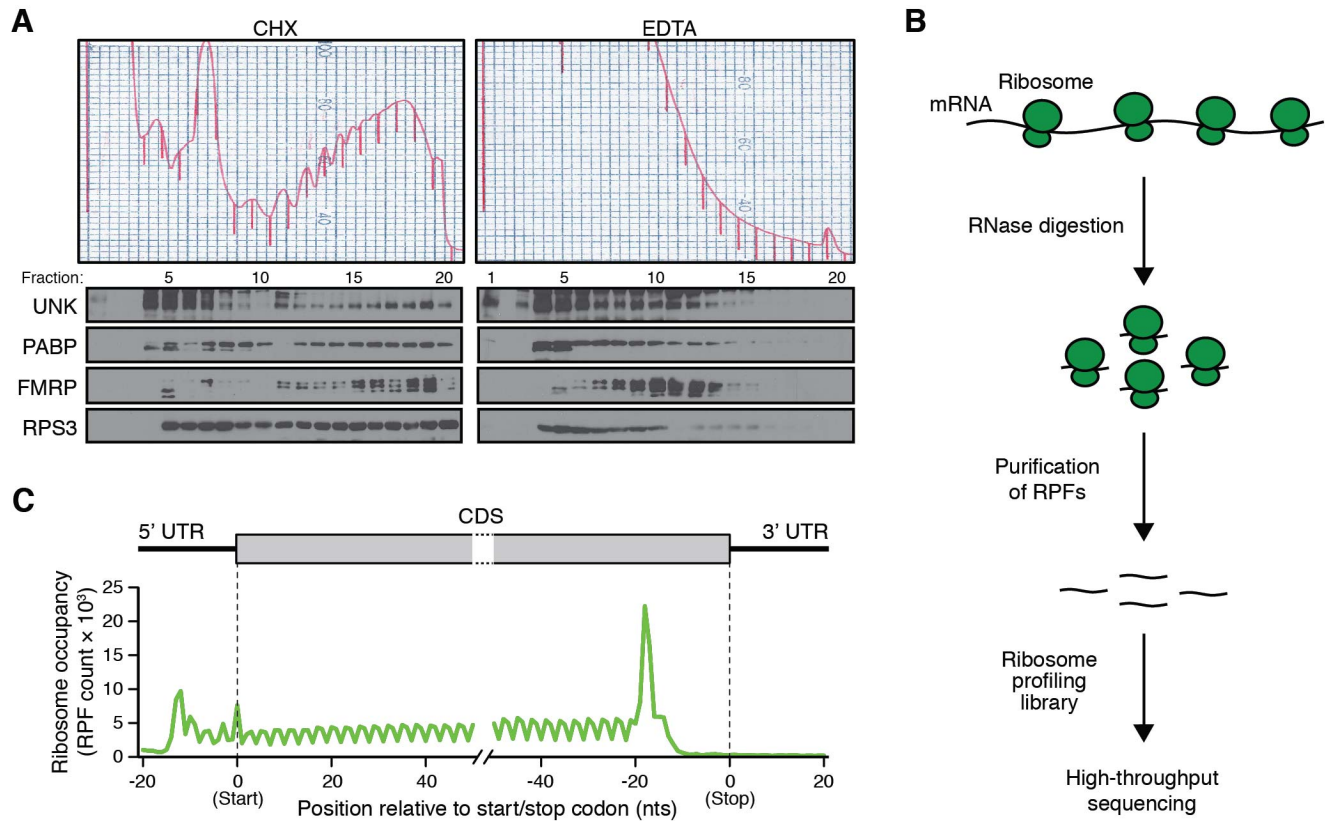 A
CHX
EDTA
100
80
60
40
80
60
40
Fraction: 5 10 15 20
1 5 10 15 20
UNK
PABP
FMRP
RPS3
B
Ribosome
mRNA
RNase digestion
Purification
of RPFs
Ribosome
profiling
library
High-throughput
sequencing
C
5’ UTR
CDS
3’ UTR
Ribosome occupancy
(RPF count × 10³)
25
20
15
10
5
0
-20 0 20 40 -40 -20 0 20
(Start) (Stop)
Position relative to start/stop codon (nts)